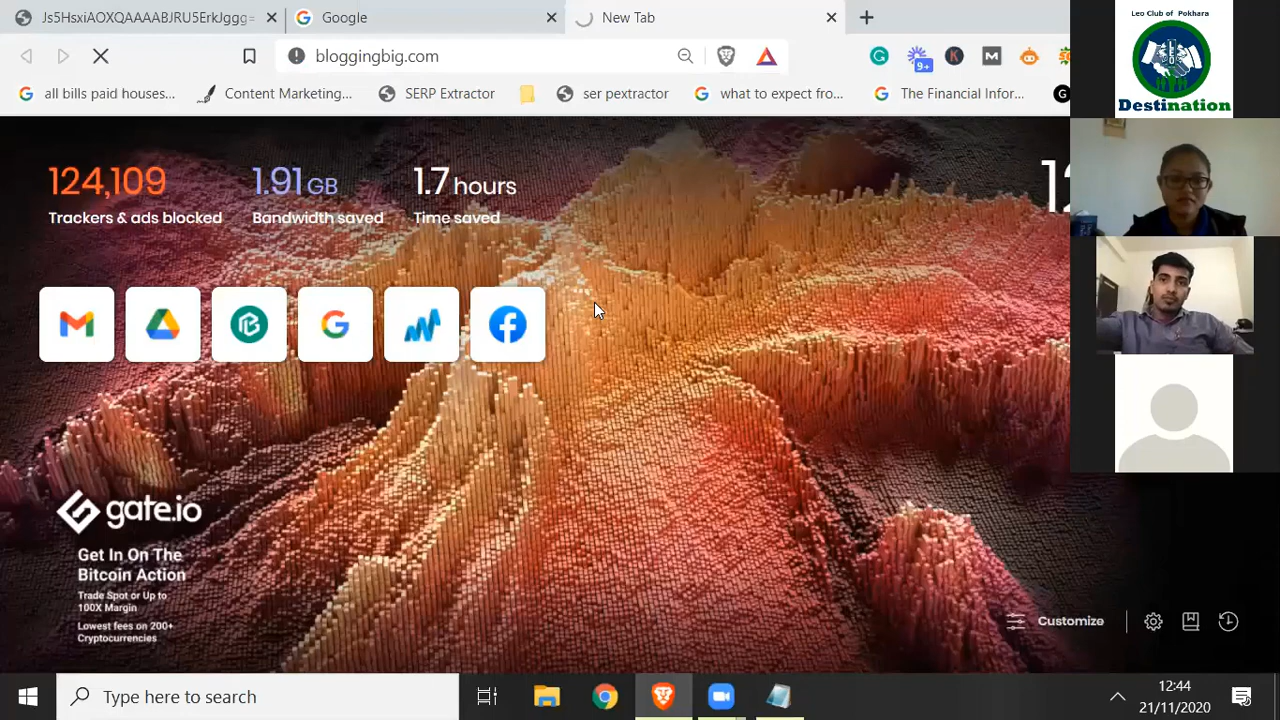 Js5HsxiAOXQAAAABJRU5ErkJggg=
Google
New Tab
bloggingbig.com
9+
K
M
all bills paid houses...
Content Marketing...
SERP Extractor
ser pextractor
what to expect fro...
The Financial Infor...
Leo Club of Pokhara
LEO
Destination
124,109
1.91 GB
1.7 hours
Trackers & ads blocked
Bandwidth saved
Time saved
gate.io
Get In On The
Bitcoin Action
Trade Spot or Up to
100X Margin
Lowest fees on 200+
Cryptocurrencies
Customize
Type here to search
12:44
21/11/2020